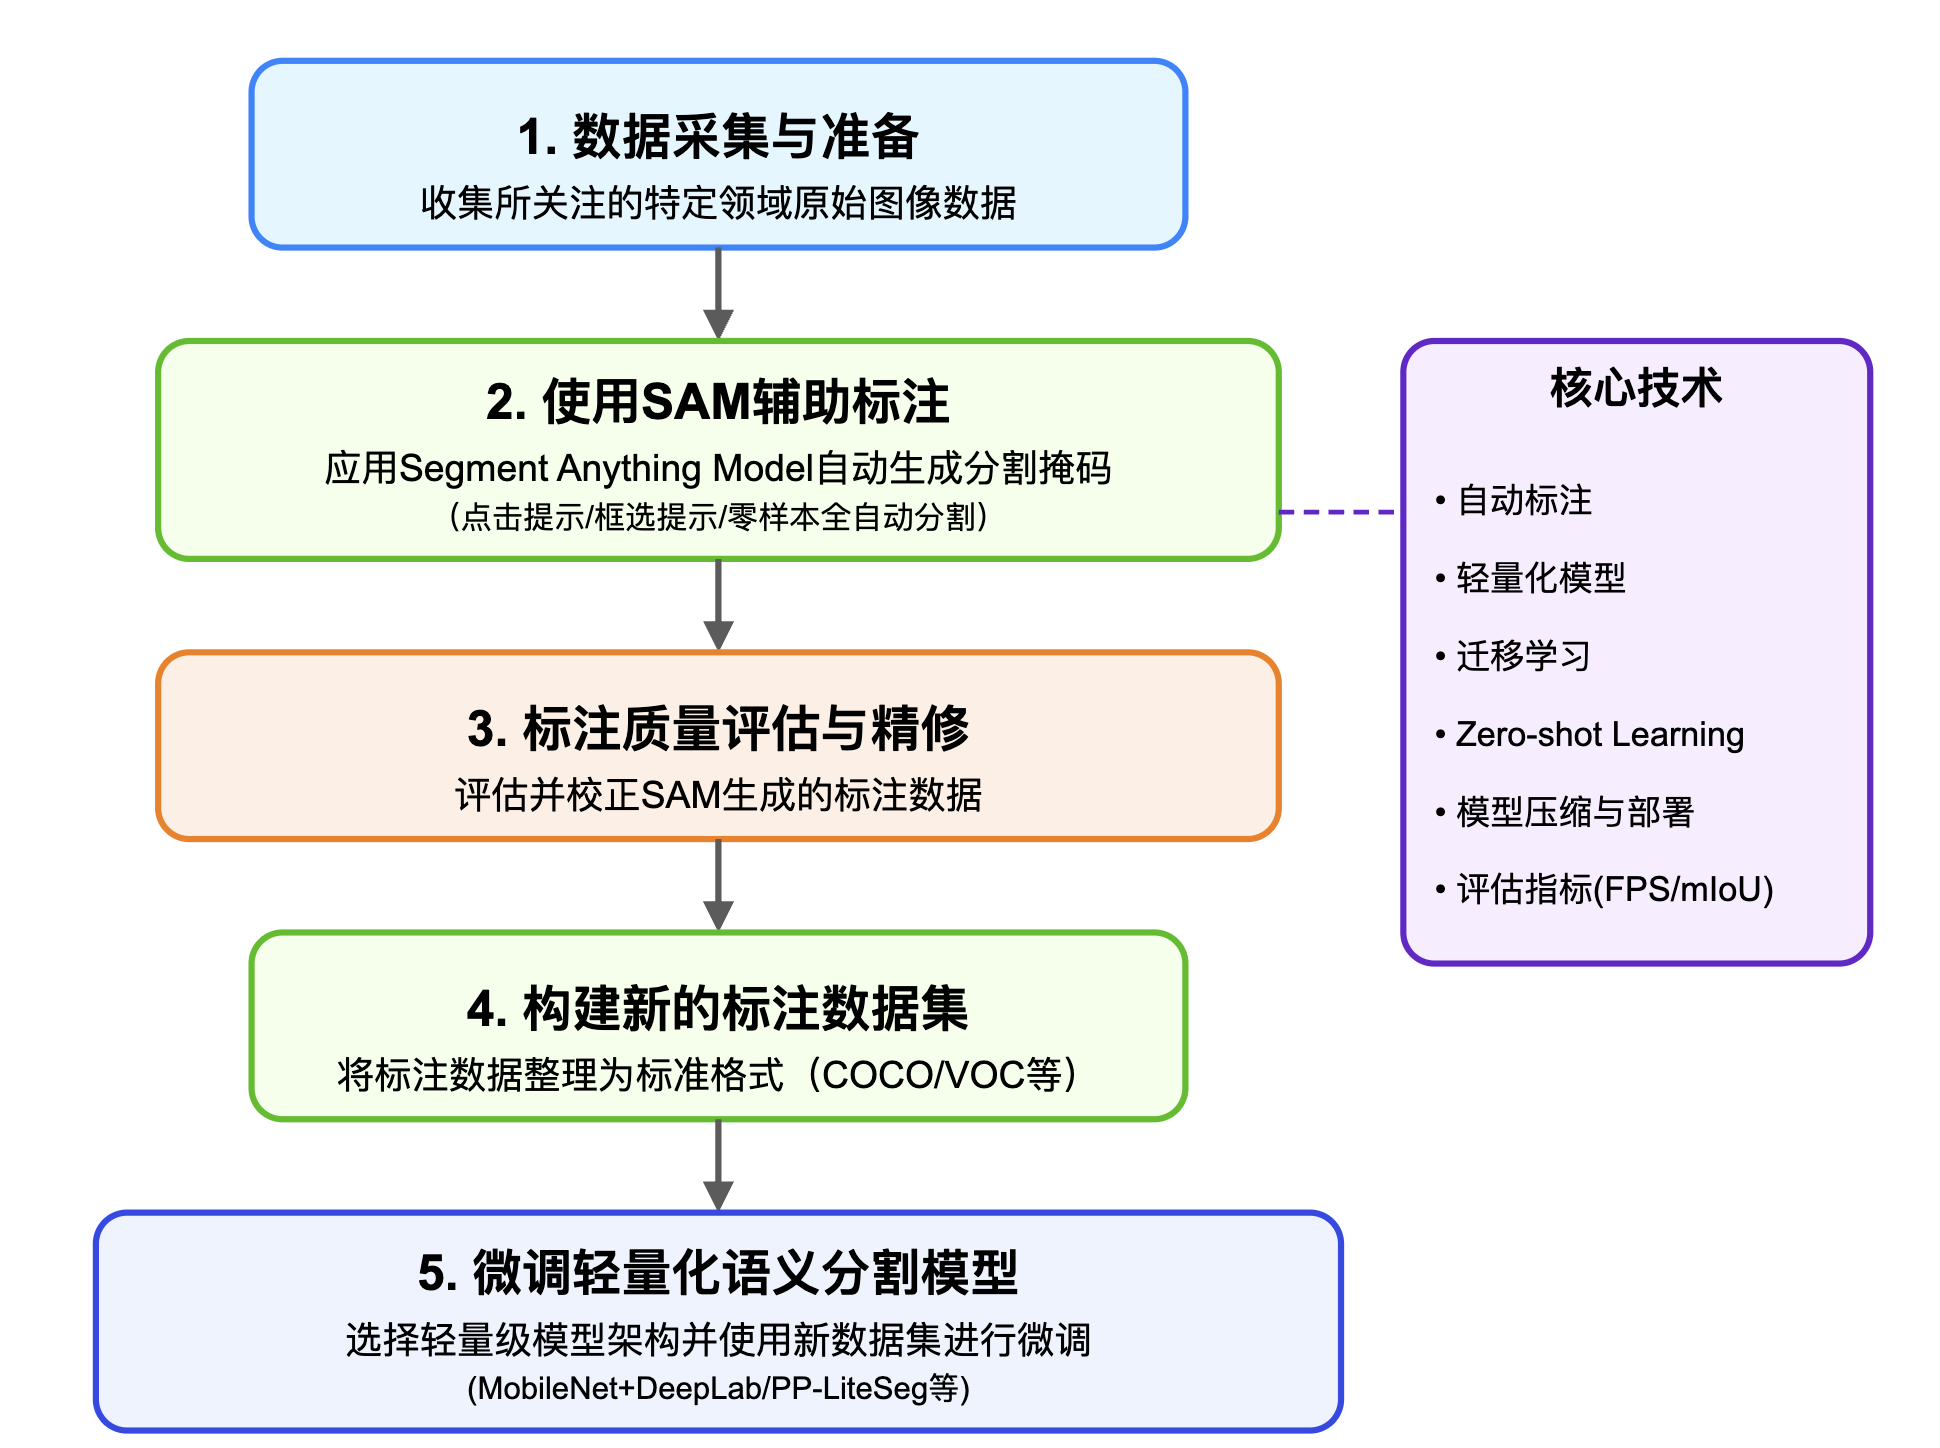 1. 数据采集与准备
收集所关注的特定领域原始图像数据
2. 使用SAM辅助标注
应用Segment Anything Model自动生成分割掩码
（点击提示/框选提示/零样本全自动分割）
3. 标注质量评估与精修
评估并校正SAM生成的标注数据
4. 构建新的标注数据集
将标注数据整理为标准格式（COCO/VOC等）
5. 微调轻量化语义分割模型
选择轻量级模型架构并使用新数据集进行微调
(MobileNet+DeepLab/PP-LiteSeg等)
核心技术
• 自动标注
• 轻量化模型
• 迁移学习
• Zero-shot Learning
• 模型压缩与部署
• 评估指标(FPS/mIoU)